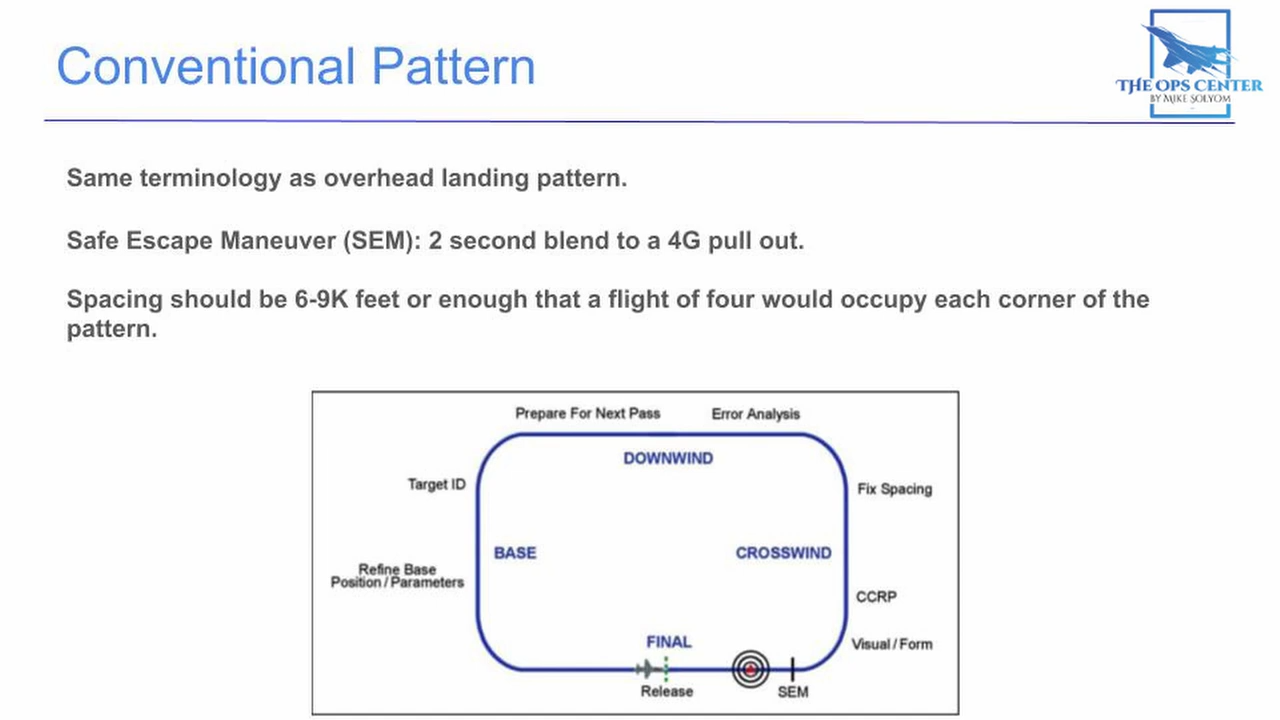 Conventional Pattern
THE OPS CENTER
BY MIKE SOLYOM
Same terminology as overhead landing pattern.
Safe Escape Maneuver (SEM): 2 second blend to a 4G pull out.
Spacing should be 6-9K feet or enough that a flight of four would occupy each corner of the
pattern.
Prepare For Next Pass
Error Analysis
DOWNWIND
Target ID
Fix Spacing
BASE
CROSSWIND
Refine Base
Position / Parameters
CCRP
FINAL
Visual / Form
Release
SEM